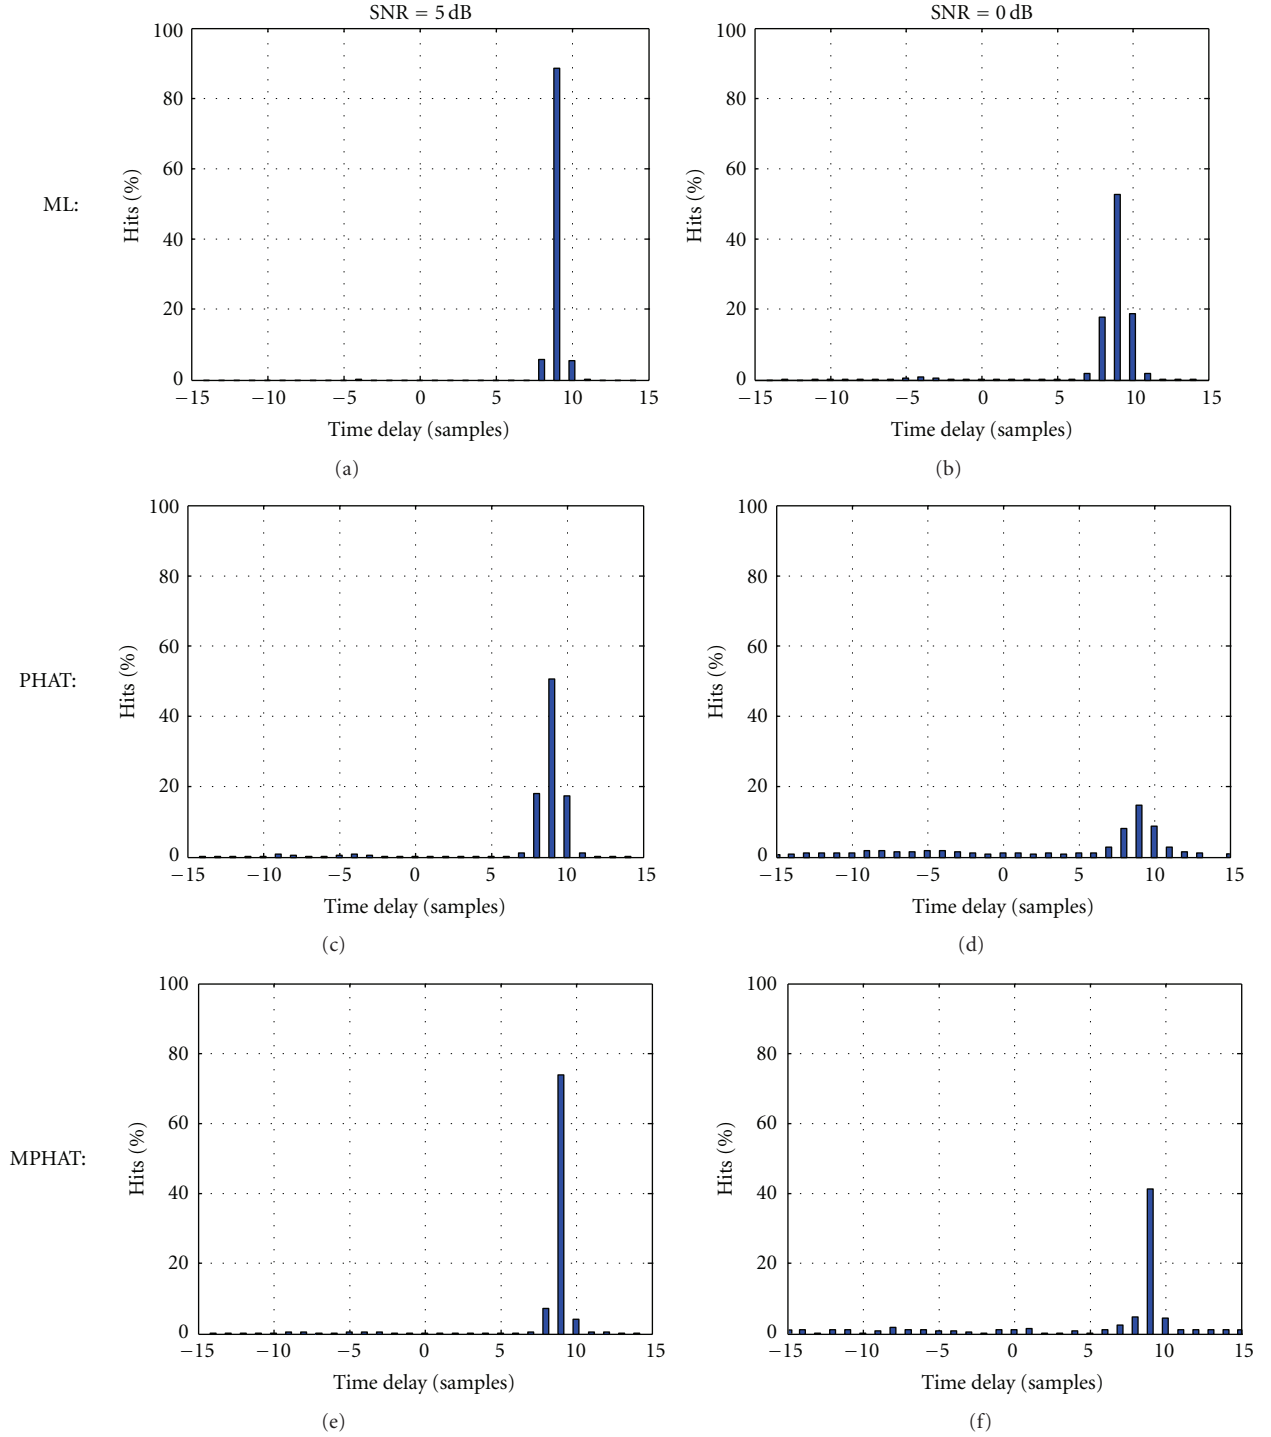 SNR = 5 dB
SNR = 0 dB
ML:
Hits (%)
100
80
60
40
20
0
−15 −10 −5 0 5 10 15
Time delay (samples)
(a)
Hits (%)
100
80
60
40
20
0
−15 −10 −5 0 5 10 15
Time delay (samples)
(b)
PHAT:
Hits (%)
100
80
60
40
20
0
−15 −10 −5 0 5 10 15
Time delay (samples)
(c)
Hits (%)
100
80
60
40
20
0
−15 −10 −5 0 5 10 15
Time delay (samples)
(d)
MPHAT:
Hits (%)
100
80
60
40
20
0
−15 −10 −5 0 5 10 15
Time delay (samples)
(e)
Hits (%)
100
80
60
40
20
0
−15 −10 −5 0 5 10 15
Time delay (samples)
(f)